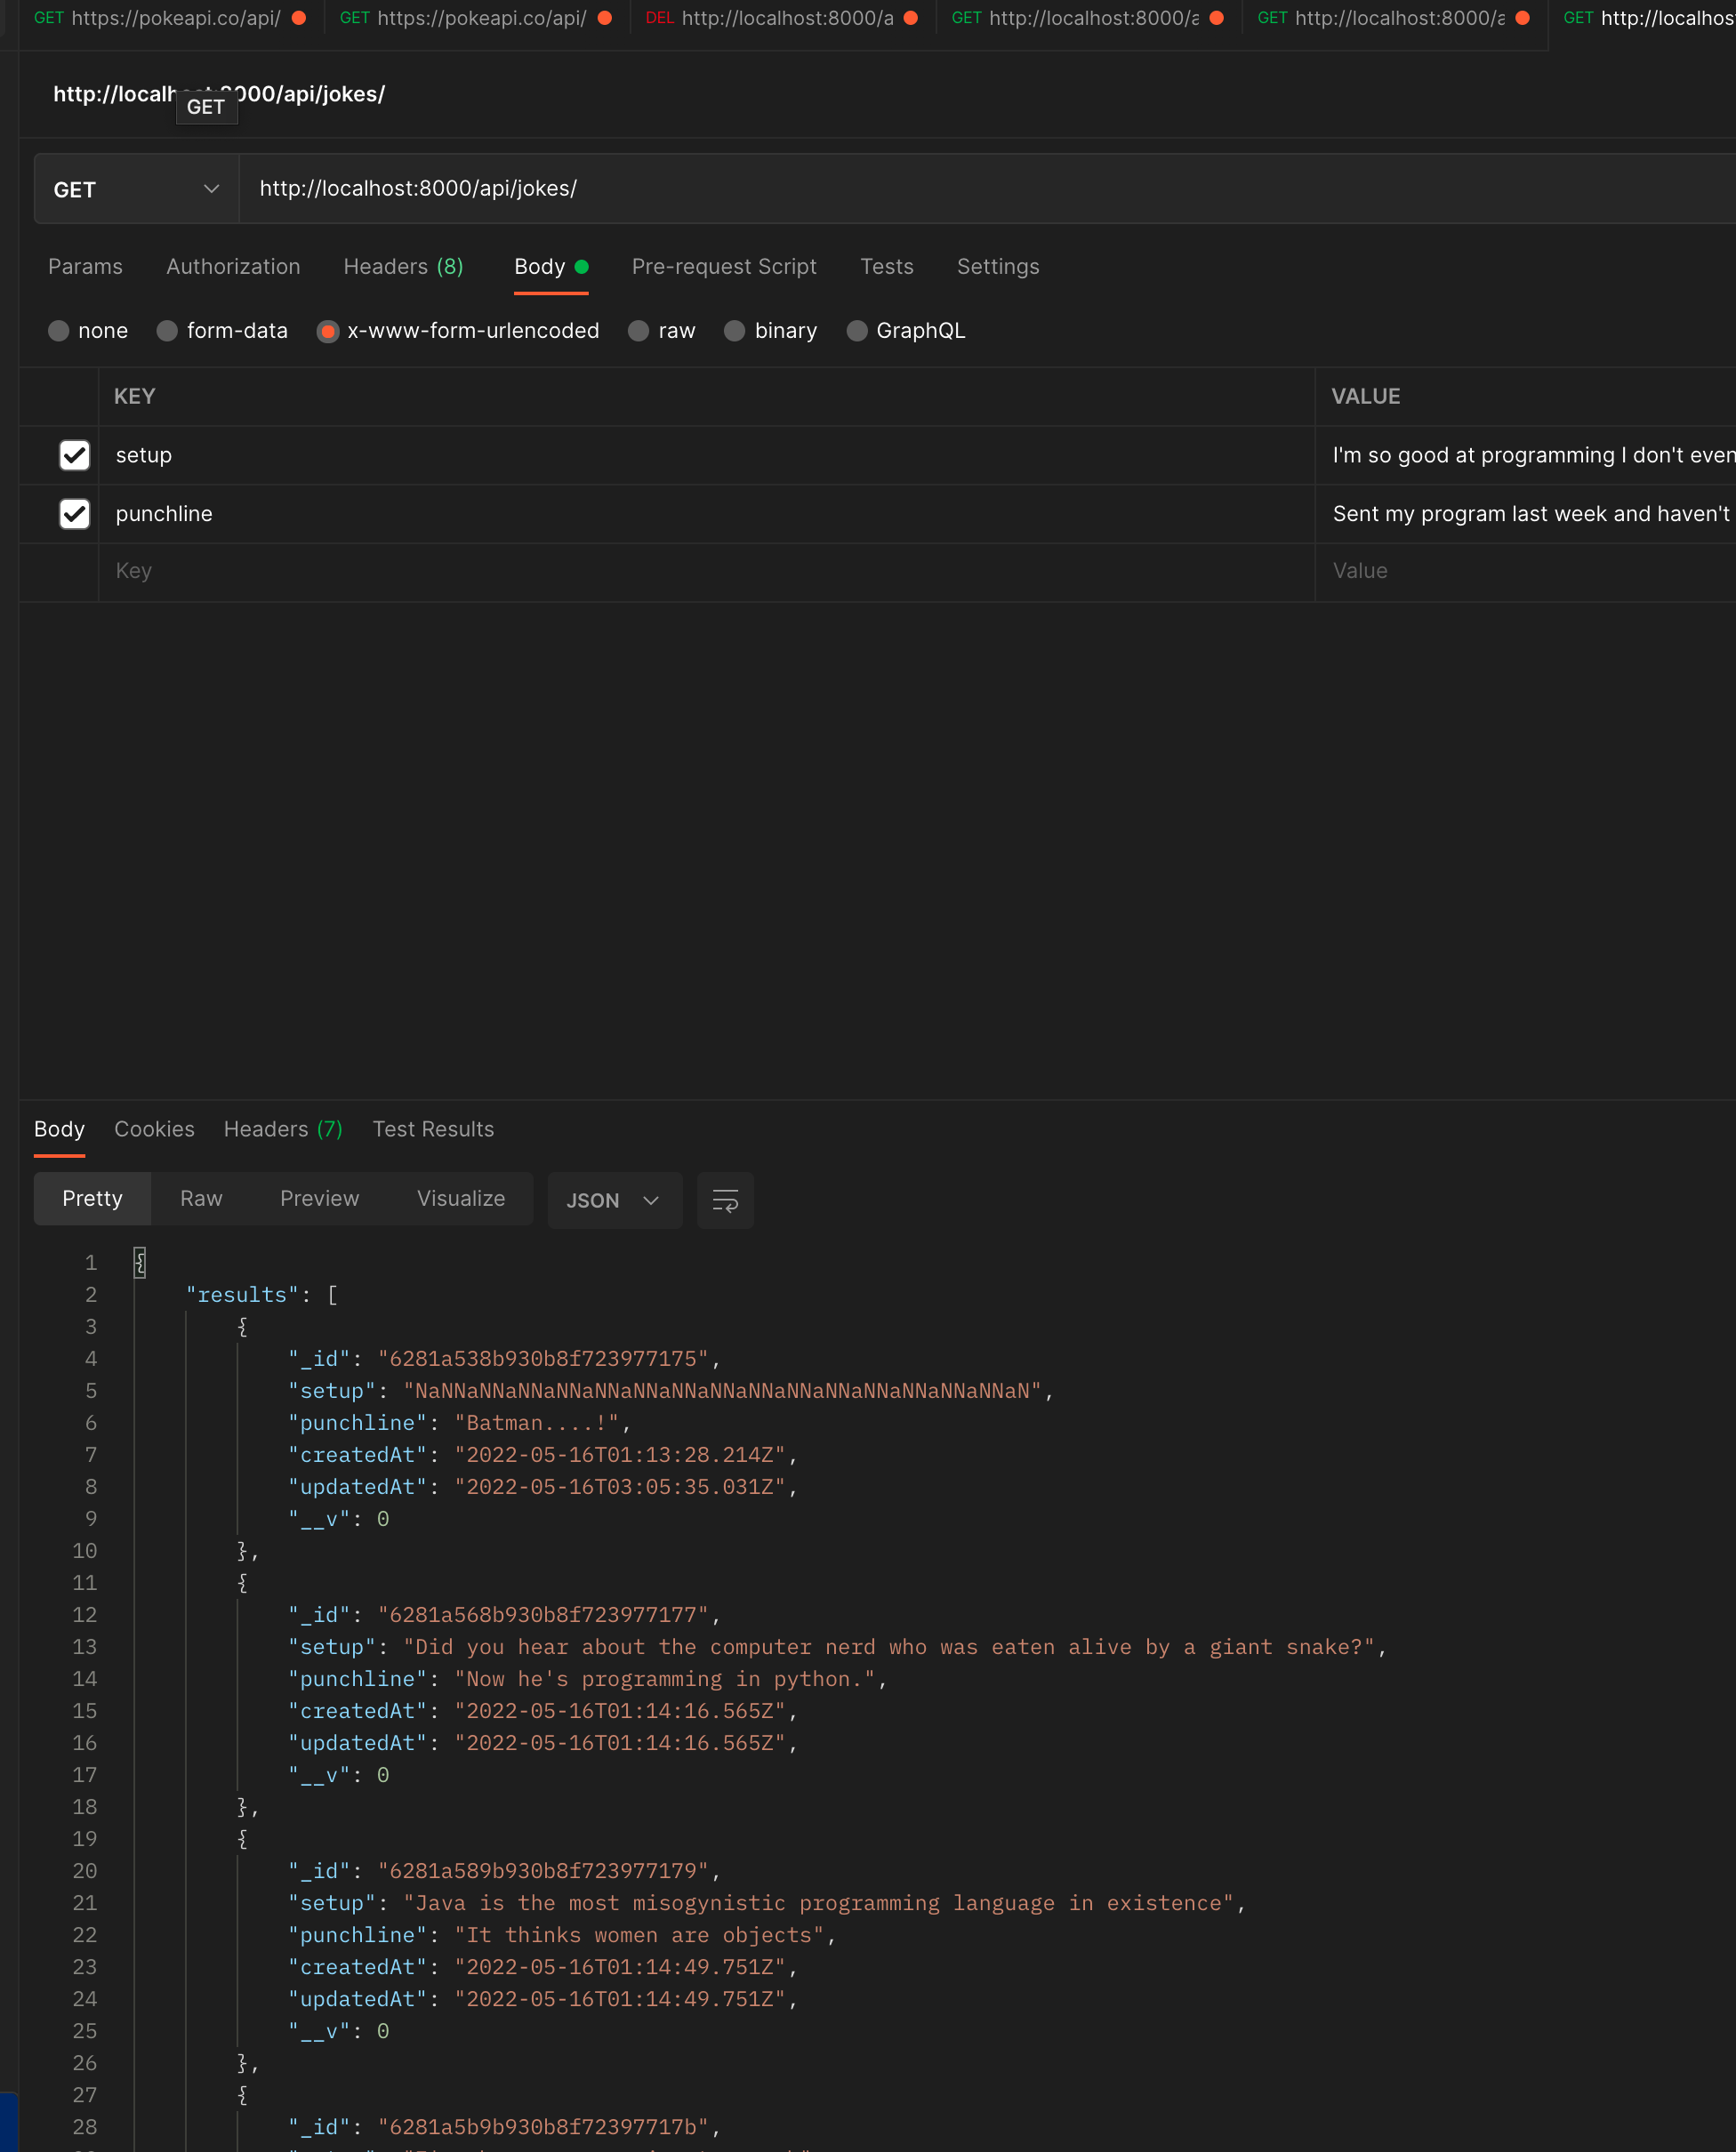 GET https://pokeapi.co/api/ GET https://pokeapi.co/api/ DEL http://localhost:8000/a GET http://localhost:8000/a GET http://localhost:8000/a GET http://localhos
http://localh 000/api/jokes/
GET
GET http://localhost:8000/api/jokes/
Params Authorization Headers (8) Body Pre-request Script Tests Settings
none form-data x-www-form-urlencoded raw binary GraphQL
KEY VALUE
setup I'm so good at programming I don't even
punchline Sent my program last week and haven't
Key Value
Body Cookies Headers (7) Test Results
Pretty Raw Preview Visualize JSON
1 {
2 "results": [
3 {
4 "_id": "6281a538b930b8f723977175",
5 "setup": "NaNNaNNaNNaNNaNNaNNaNNaNNaNNaNNaNNaNNaNNaNNaNNaN",
6 "punchline": "Batman....!",
7 "createdAt": "2022-05-16T01:13:28.214Z",
8 "updatedAt": "2022-05-16T03:05:35.031Z",
9 "__v": 0
10 },
11 {
12 "_id": "6281a568b930b8f723977177",
13 "setup": "Did you hear about the computer nerd who was eaten alive by a giant snake?",
14 "punchline": "Now he's programming in python.",
15 "createdAt": "2022-05-16T01:14:16.565Z",
16 "updatedAt": "2022-05-16T01:14:16.565Z",
17 "__v": 0
18 },
19 {
20 "_id": "6281a589b930b8f723977179",
21 "setup": "Java is the most misogynistic programming language in existence",
22 "punchline": "It thinks women are objects",
23 "createdAt": "2022-05-16T01:14:49.751Z",
24 "updatedAt": "2022-05-16T01:14:49.751Z",
25 "__v": 0
26 },
27 {
28 "_id": "6281a5b9b930b8f72397717b",